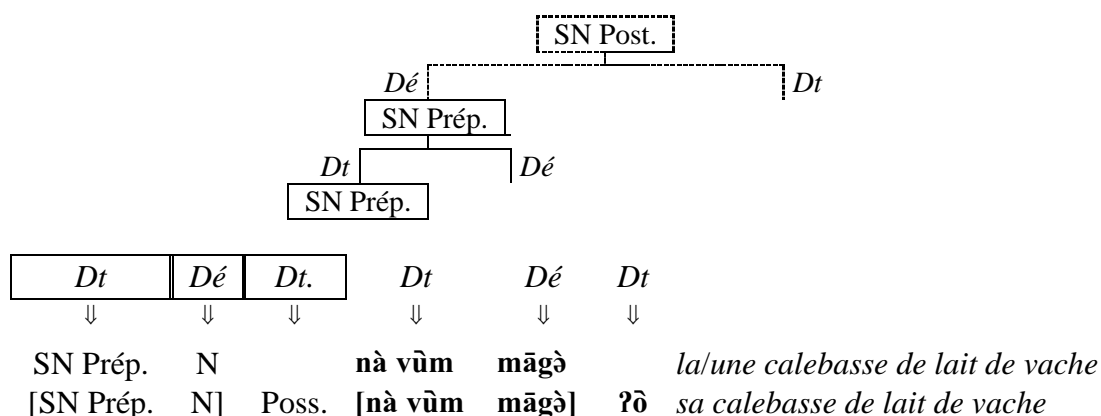 SN Post.
Dé Dt
SN Prép.
Dt Dé
SN Prép.
Dt Dé Dt. Dt Dé Dt
⇓ ⇓ ⇓ ⇓ ⇓ ⇓
SN Prép. N nà vȕm māgə̀ la/une calebasse de lait de vache
[SN Prép. N] Poss. [nà vȕm māgə̀] ʔȍ sa calebasse de lait de vache